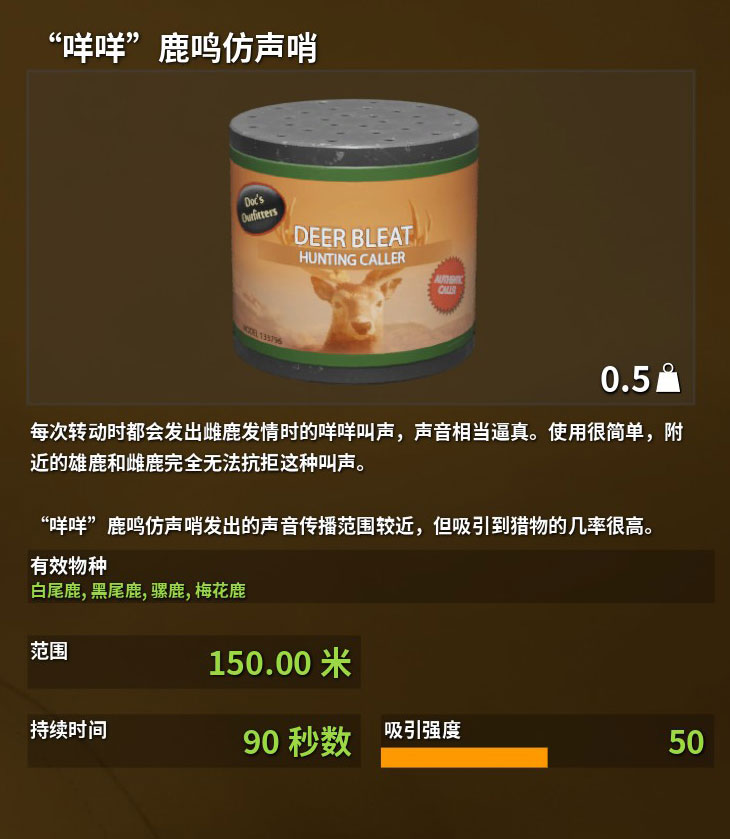 “咩咩”鹿鸣仿声哨
Doc's
Outfitters
DEER BLEAT
HUNTING CALLER
AUTHENTIC
CALLER
MODEL 133796
0.5
每次转动时都会发出雌鹿发情时的咩咩叫声，声音相当逼真。使用很简单，附
近的雄鹿和雌鹿完全无法抗拒这种叫声。
“咩咩”鹿鸣仿声哨发出的声音传播范围较近，但吸引到猎物的几率很高。
有效物种
白尾鹿, 黑尾鹿, 骡鹿, 梅花鹿
范围
150.00 米
持续时间
90 秒数
吸引强度
50